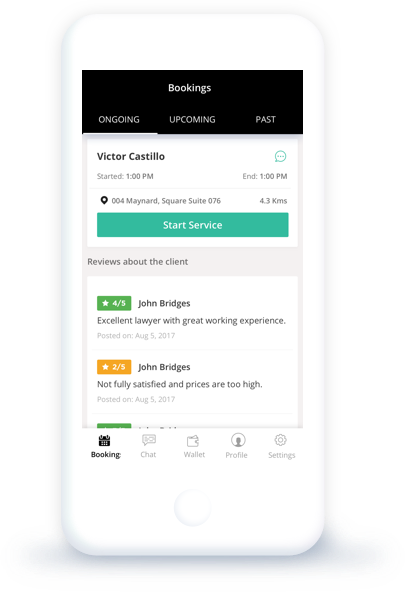 Bookings
ONGOING UPCOMING PAST
Victor Castillo
Started: 1:00 PM End: 1:00 PM
004 Maynard, Square Suite 076 4.3 Kms
Start Service
Reviews about the client
4/5 John Bridges
Excellent lawyer with great working experience.
Posted on: Aug 5, 2017
2/5 John Bridges
Not fully satisfied and prices are too high.
Posted on: Aug 5, 2017
Booking: Chat Wallet Profile Settings